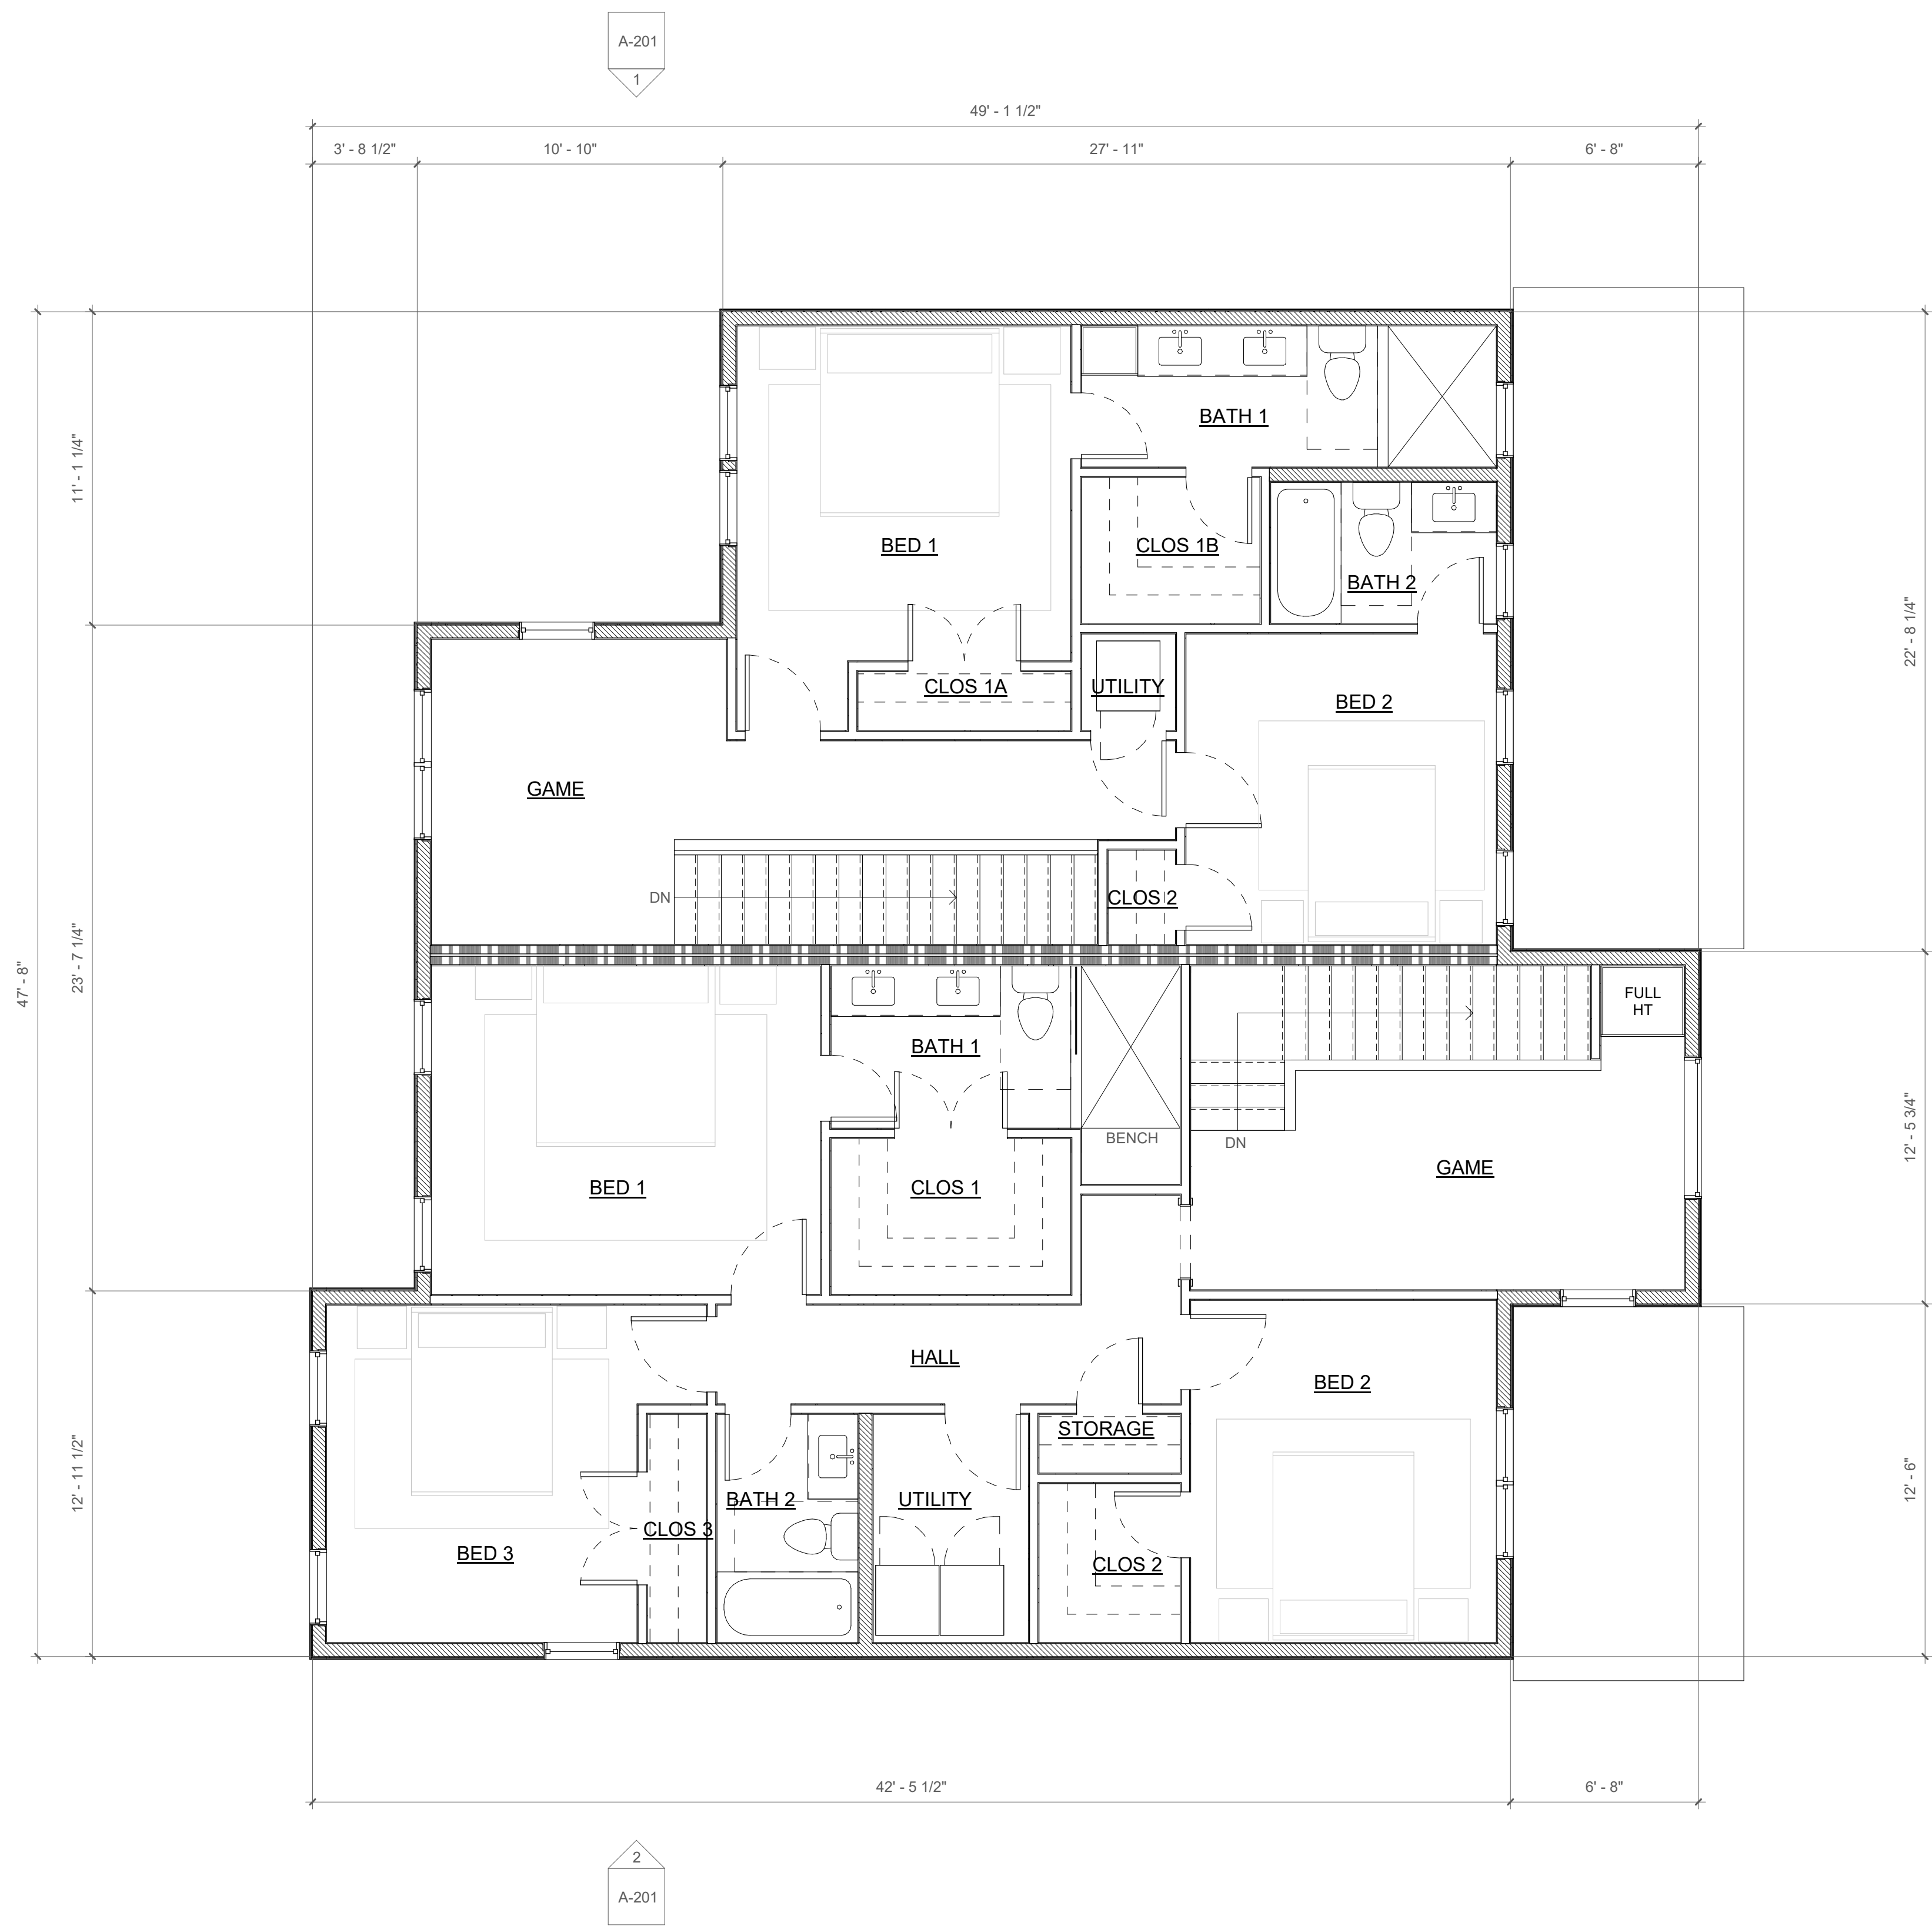 A-201
1
49' - 1 1/2"
3' - 8 1/2"
10' - 10"
27' - 11"
6' - 8"
BATH 1
BED 1
CLOS 1B
BATH 2
11' - 1 1/4"
22' - 8 1/4"
CLOS 1A
UTILITY
BED 2
GAME
DN
CLOS 2
47' - 8"
23' - 7 1/4"
FULL
HT
BATH 1
BENCH
DN
12' - 5 3/4"
GAME
BED 1
CLOS 1
HALL
BED 2
STORAGE
12' - 11 1/2"
12' - 6"
BATH 2
UTILITY
CLOS 3
BED 3
CLOS 2
42' - 5 1/2"
6' - 8"
2
A-201